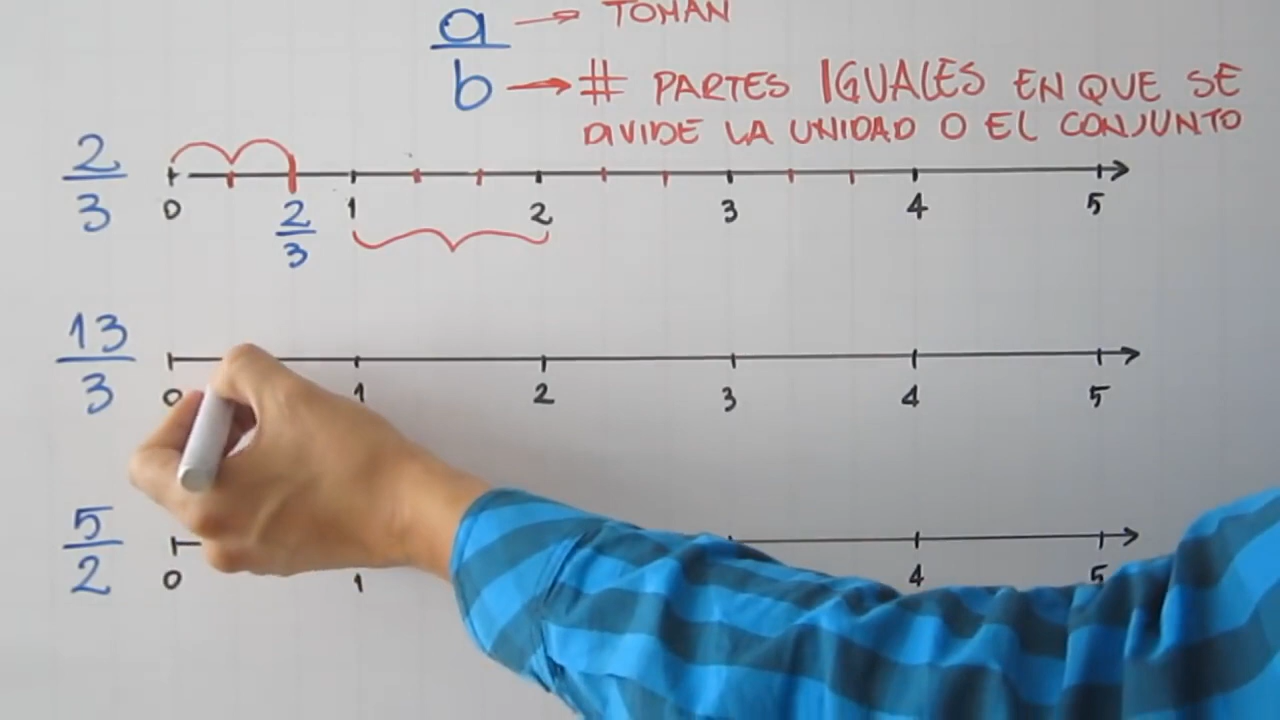 a → TOMAN
b → # PARTES IGUALES EN QUE SE
DIVIDE LA UNIDAD O EL CONJUNTO
2/3
0 2/3 1 2 3 4 5
13/3
0 1 2 3 4 5
5/2
0 1 4 5